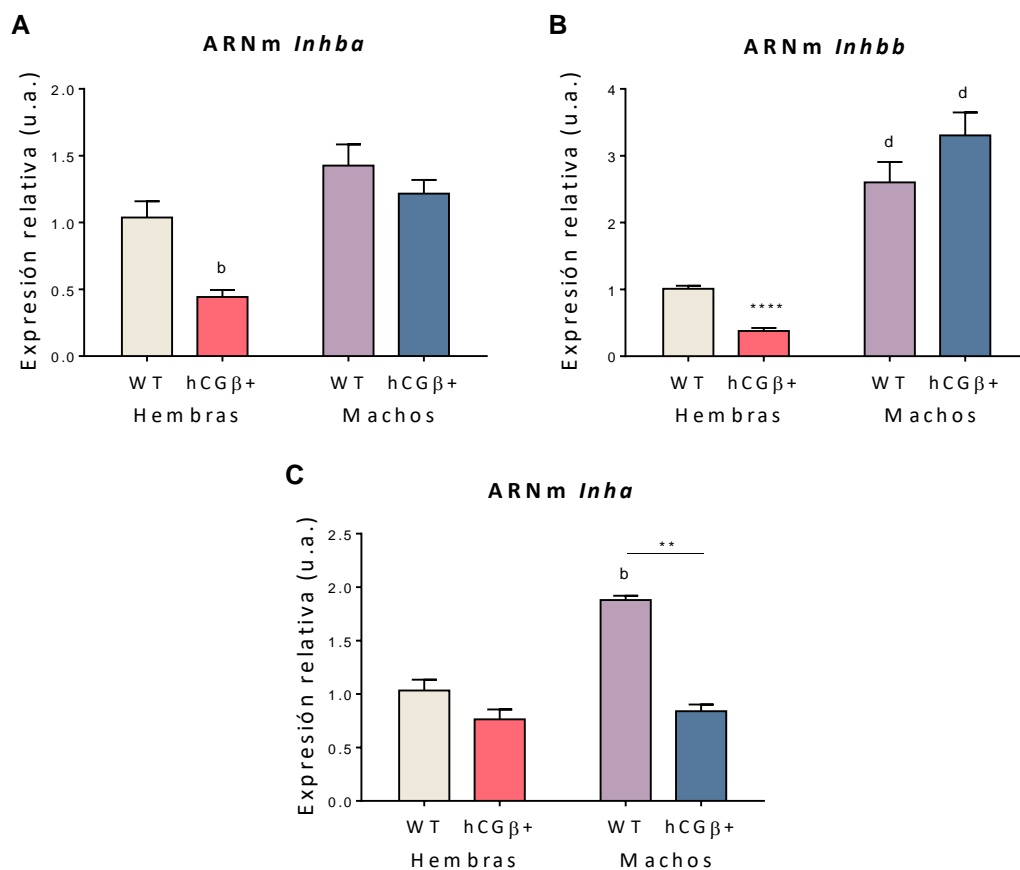 A
ARNm Inhba
Expresión relativa (u.a.)
2.0
1.5
1.0
0.5
0.0
b
WT hCGβ+ WT hCGβ+
Hembras Machos
B
ARNm Inhbb
Expresión relativa (u.a.)
4
3
2
1
0
****
d
d
WT hCGβ+ WT hCGβ+
Hembras Machos
C
ARNm Inha
Expresión relativa (u.a.)
2.5
2.0
1.5
1.0
0.5
0.0
**
b
WT hCGβ+ WT hCGβ+
Hembras Machos